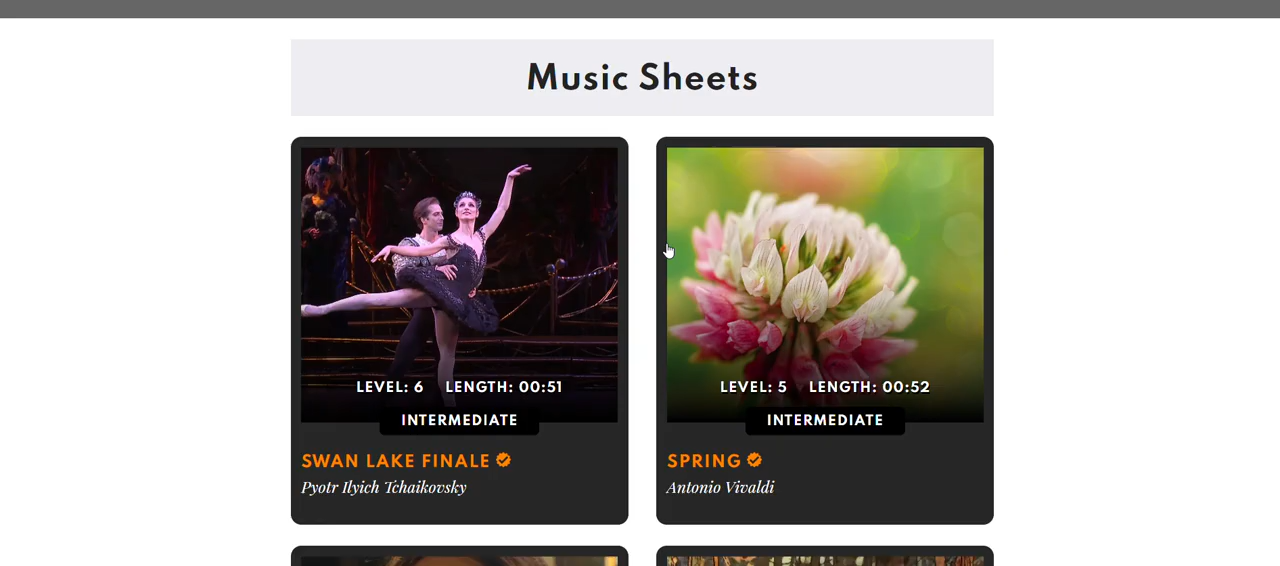 Music Sheets
LEVEL: 6 LENGTH: 00:51
INTERMEDIATE
SWAN LAKE FINALE
Pyotr Ilyich Tchaikovsky
LEVEL: 5 LENGTH: 00:52
INTERMEDIATE
SPRING
Antonio Vivaldi